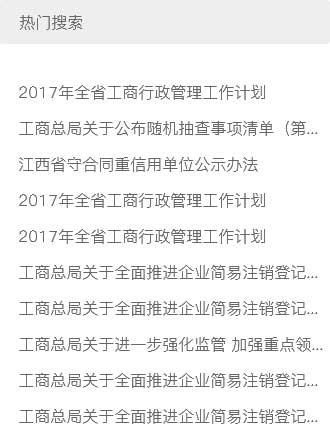 热门搜索
2017年全省工商行政管理工作计划
工商总局关于公布随机抽查事项清单（第...
江西省守合同重信用单位公示办法
2017年全省工商行政管理工作计划
2017年全省工商行政管理工作计划
工商总局关于全面推进企业简易注销登记...
工商总局关于全面推进企业简易注销登记...
工商总局关于进一步强化监管 加强重点领...
工商总局关于全面推进企业简易注销登记...
工商总局关于全面推进企业简易注销登记...